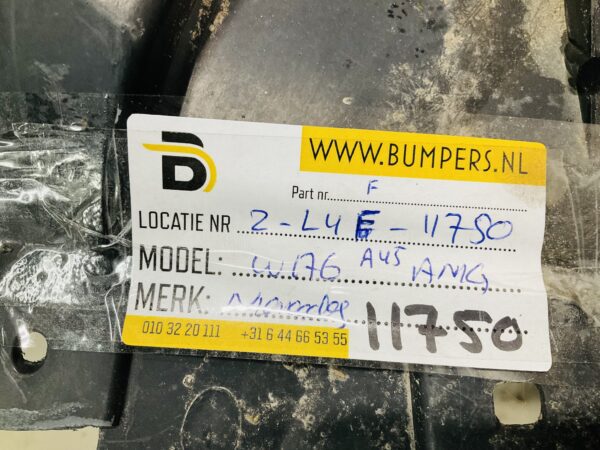 B
WWW.BUMPERS.NL
Part nr. F
LOCATIE NR 2-L4E-11750
MODEL: W176 A45 AMG
MERK: 11750
010 32 20 111 +31 6 44 66 53 55